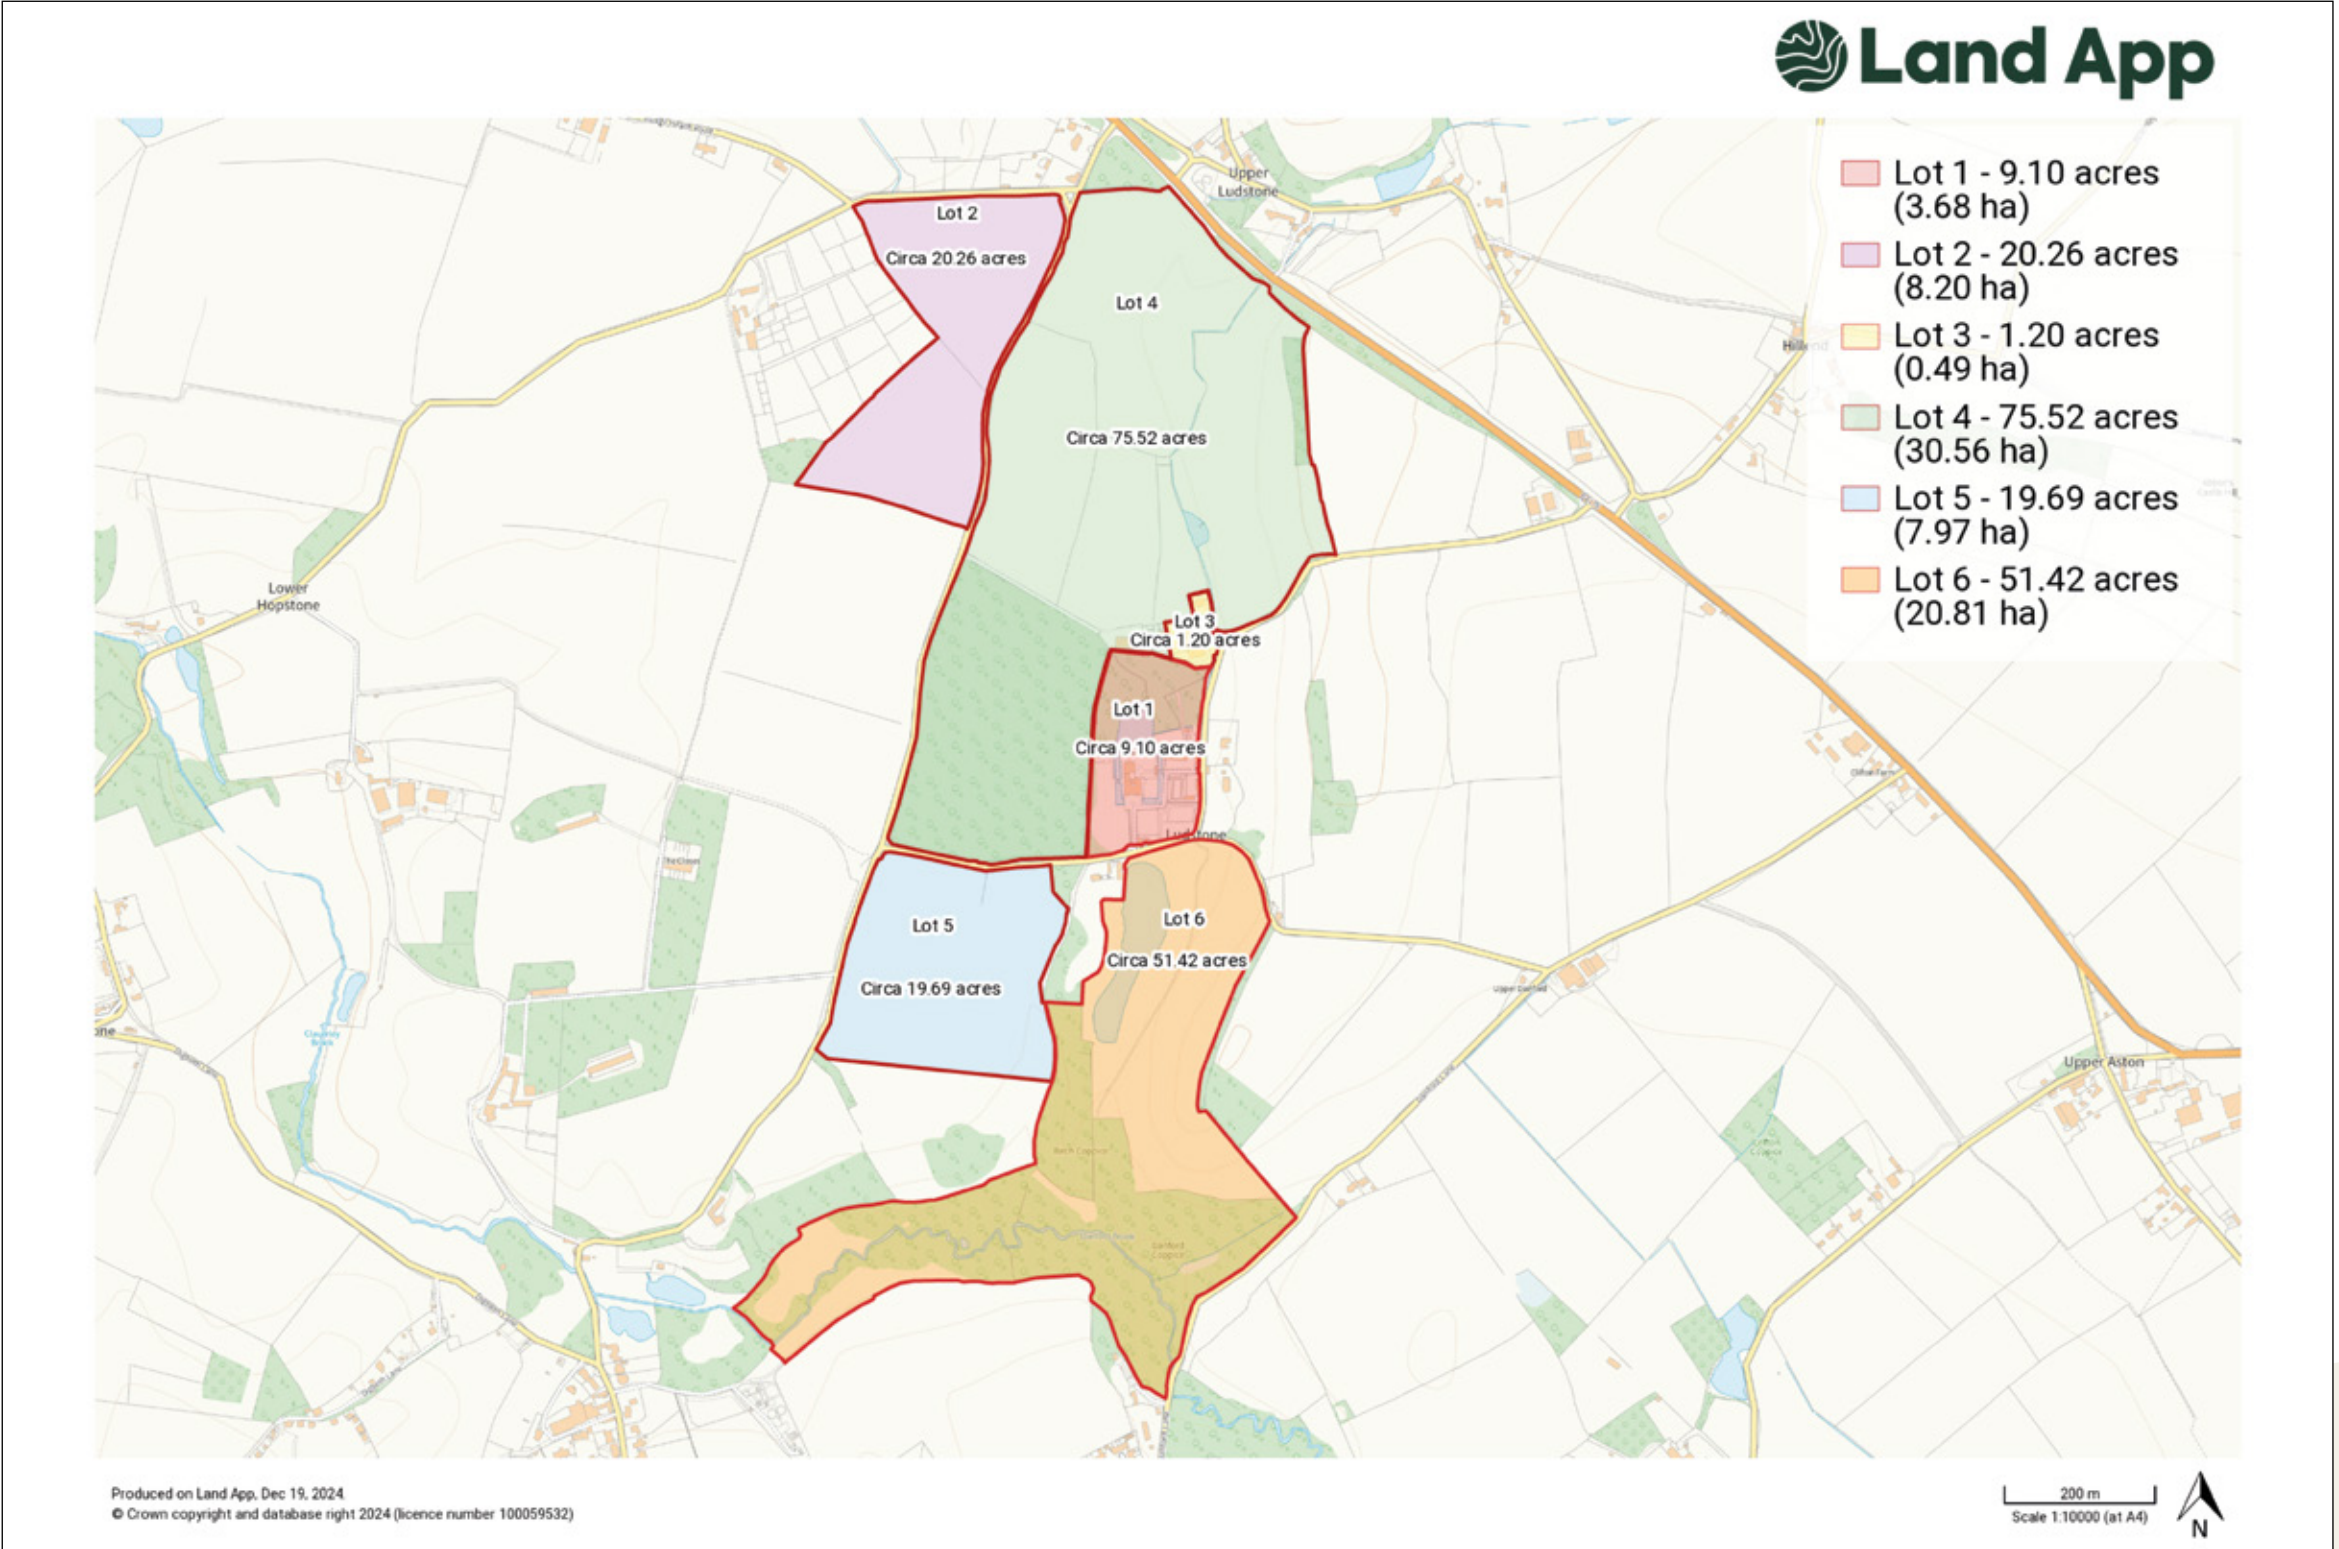 Land App
Lot 1 - 9.10 acres
(3.68 ha)
Lot 2 - 20.26 acres
(8.20 ha)
Lot 3 - 1.20 acres
(0.49 ha)
Lot 4 - 75.52 acres
(30.56 ha)
Lot 5 - 19.69 acres
(7.97 ha)
Lot 6 - 51.42 acres
(20.81 ha)
Upper
Ludstone
Lot 2
Circa 20.26 acres
Lot 4
Circa 75.52 acres
Lower
Hopstone
Lot 3
Circa 1.20 acres
Lot 1
Circa 9.10 acres
Ludstone
Lot 5
Circa 19.69 acres
Lot 6
Circa 51.42 acres
Upper Aston
Produced on Land App, Dec 19, 2024.
© Crown copyright and database right 2024 (licence number 100059532)
200 m
Scale 1:10000 (at A4)
N